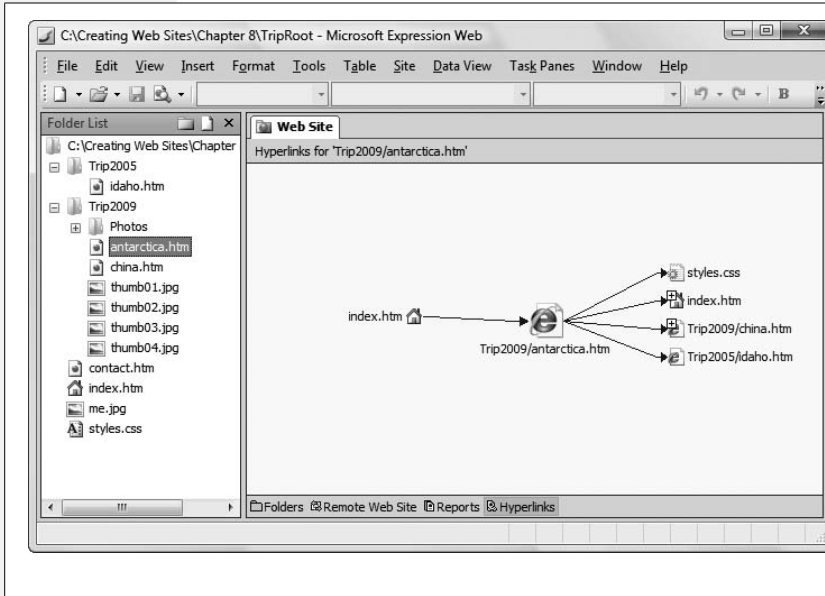 C:\Creating Web Sites\Chapter 8\TripRoot - Microsoft Expression Web
File Edit View Insert Format Tools Table Site Data View Task Panes Window Help
B
Folder List
Web Site
C:\Creating Web Sites\Chapter
Hyperlinks for 'Trip2009/antarctica.htm'
Trip2005
idaho.htm
Trip2009
Photos
antarctica.htm
china.htm
thumb01.jpg
thumb02.jpg
thumb03.jpg
thumb04.jpg
contact.htm
index.htm
me.jpg
styles.css
index.htm
Trip2009/antarctica.htm
styles.css
index.htm
Trip2009/china.htm
Trip2005/idaho.htm
Folders Remote Web Site Reports Hyperlinks